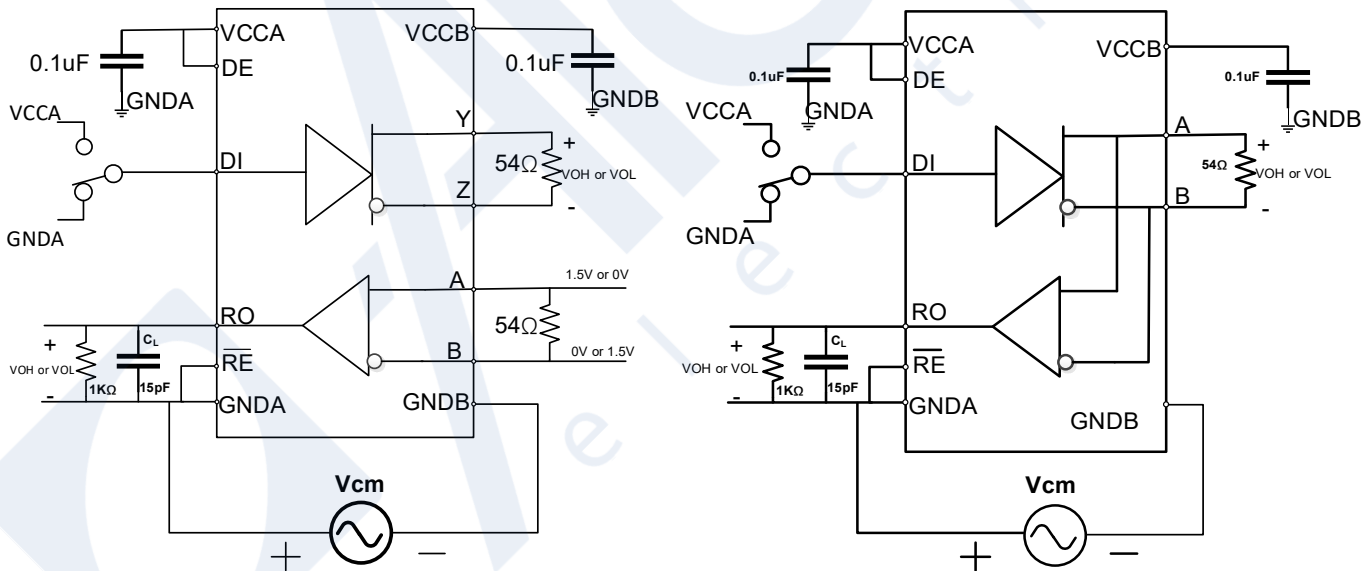 VCCA
VCCB
0.1uF
DE
0.1uF
GNDA
GNDB
VCCA
Y
DI
54Ω
+
VOH or VOL
Z
-
GNDA
A
1.5V or 0V
RO
54Ω
+
CL
B
0V or 1.5V
VOH or VOL
RE
-
1KΩ
15pF
GNDA
GNDB
Vcm
+
—
VCCA
VCCB
0.1uF
DE
0.1uF
GNDA
GNDB
VCCA
A
+
DI
54Ω
VOH or VOL
B
-
GNDA
RO
+
CL
VOH or VOL
RE
-
1KΩ
15pF
GNDA
GNDB
Vcm
+
—
e l e c t